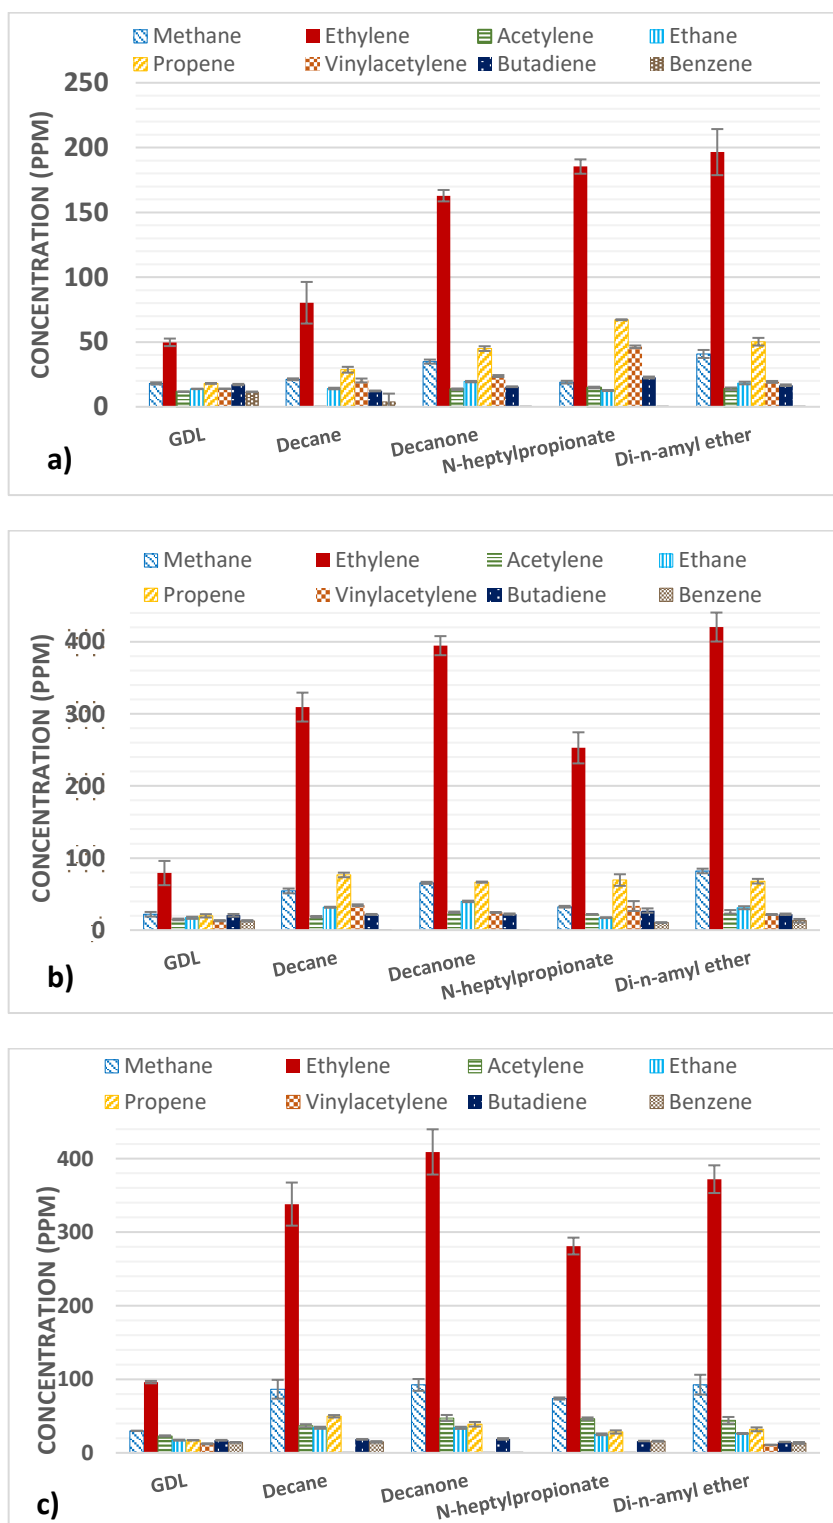 Methane Ethylene Acetylene Ethane
Propene Vinylacetylene Butadiene Benzene
CONCENTRATION (PPM)
250
200
150
100
50
0
GDL Decane Decanone N-heptylpropionate Di-n-amyl ether
a)
Methane Ethylene Acetylene Ethane
Propene Vinylacetylene Butadiene Benzene
CONCENTRATION (PPM)
400
300
200
100
0
GDL Decane Decanone N-heptylpropionate Di-n-amyl ether
b)
Methane Ethylene Acetylene Ethane
Propene Vinylacetylene Butadiene Benzene
CONCENTRATION (PPM)
400
300
200
100
0
GDL Decane Decanone N-heptylpropionate Di-n-amyl ether
c)